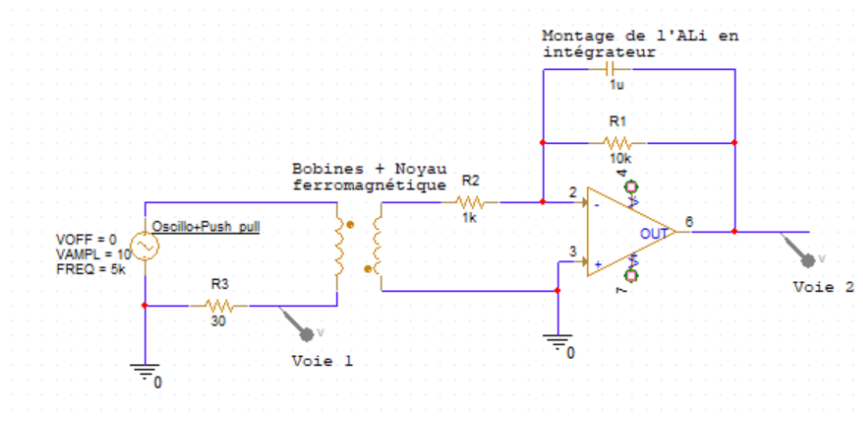 Montage de l'ALi en
intégrateur
1u
R1
10k
4
Bobines + Noyau
ferromagnétique
R2
1k
2
-
6
OUT
3
+
7
Oscillo+Push_pull
VOFF = 0
VAMPL = 10
FREQ = 5k
R3
30
V
Voie 1
V
Voie 2
0
0